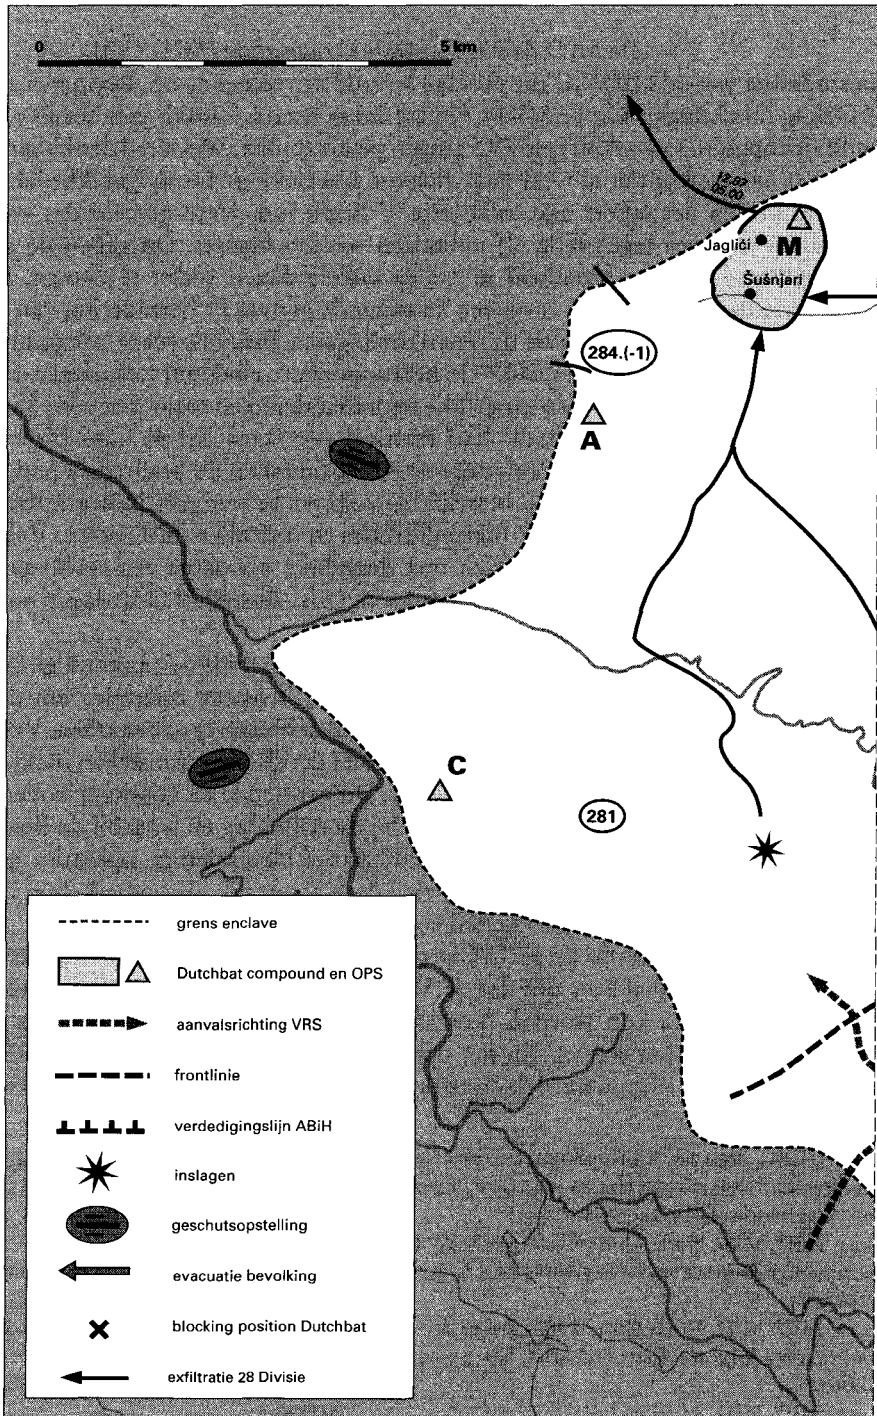 0 5 km
12.07
05.00
Jaglići
M
Šušnjari
284.(-1)
A
C
281
grens enclave
Dutchbat compound en OPS
aanvalsrichting VRS
frontlinie
verdedigingslijn ABiH
inslagen
geschutsopstelling
evacuatie bevolking
blocking position Dutchbat
exfiltratie 28 Divisie